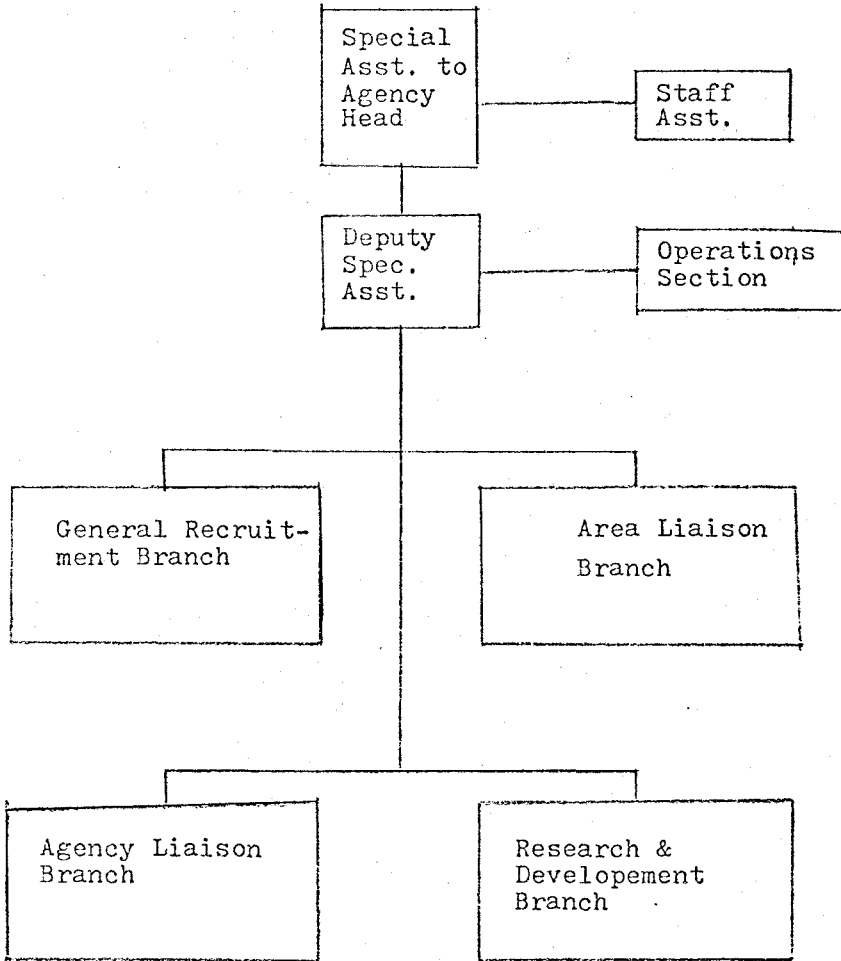 Special
Asst. to
Agency
Head
Staff
Asst.
Deputy
Spec.
Asst.
Operations
Section
General Recruit-
ment Branch
Area Liaison
Branch
Agency Liaison
Branch
Research &
Developement
Branch